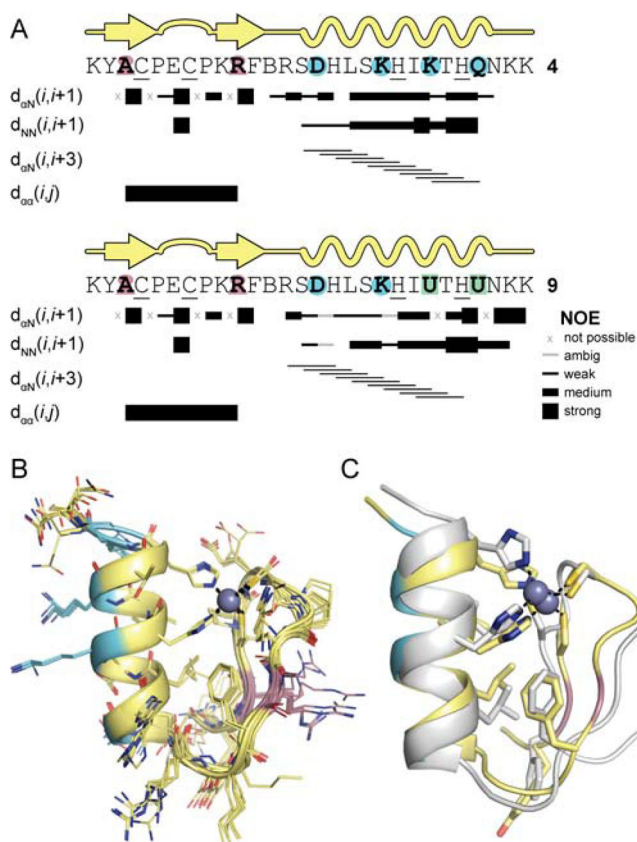 A
KYACPECPKRFBRSDHLSKHIKTHQNKK 4
dαN(i,i+1) x x x x
dNN(i,i+1)
dαN(i,i+3)
dαα(i,j)
KYACPECPKRFBRSDHLSKHIUTHUNKK 9
dαN(i,i+1) x x x x x x
dNN(i,i+1)
dαN(i,i+3)
dαα(i,j)
NOE
x not possible
ambig
weak
medium
strong
B
C